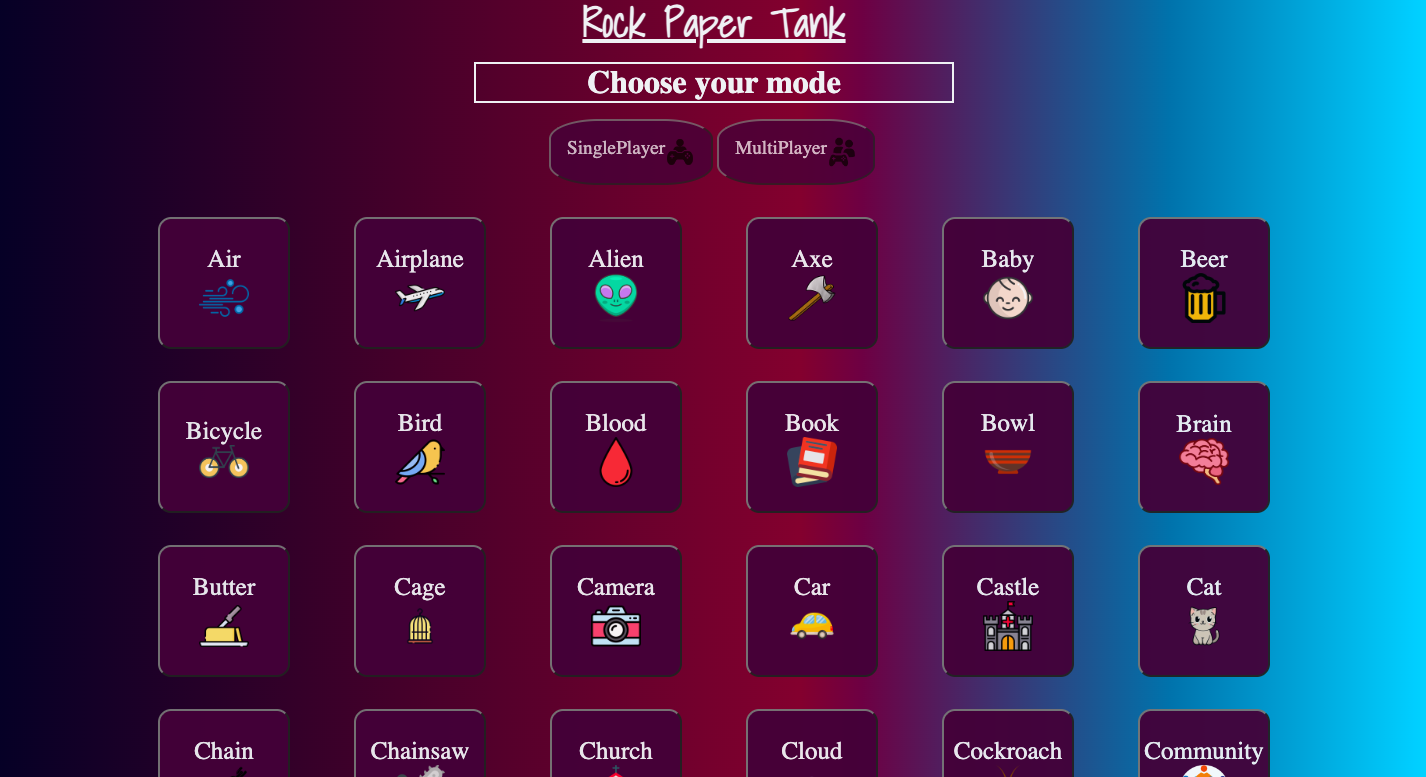 Rock Paper Tank
Choose your mode
SinglePlayer MultiPlayer
Air Airplane Alien Axe Baby Beer
Bicycle Bird Blood Book Bowl Brain
Butter Cage Camera Car Castle Cat
Chain Chainsaw Church Cloud Cockroach Community